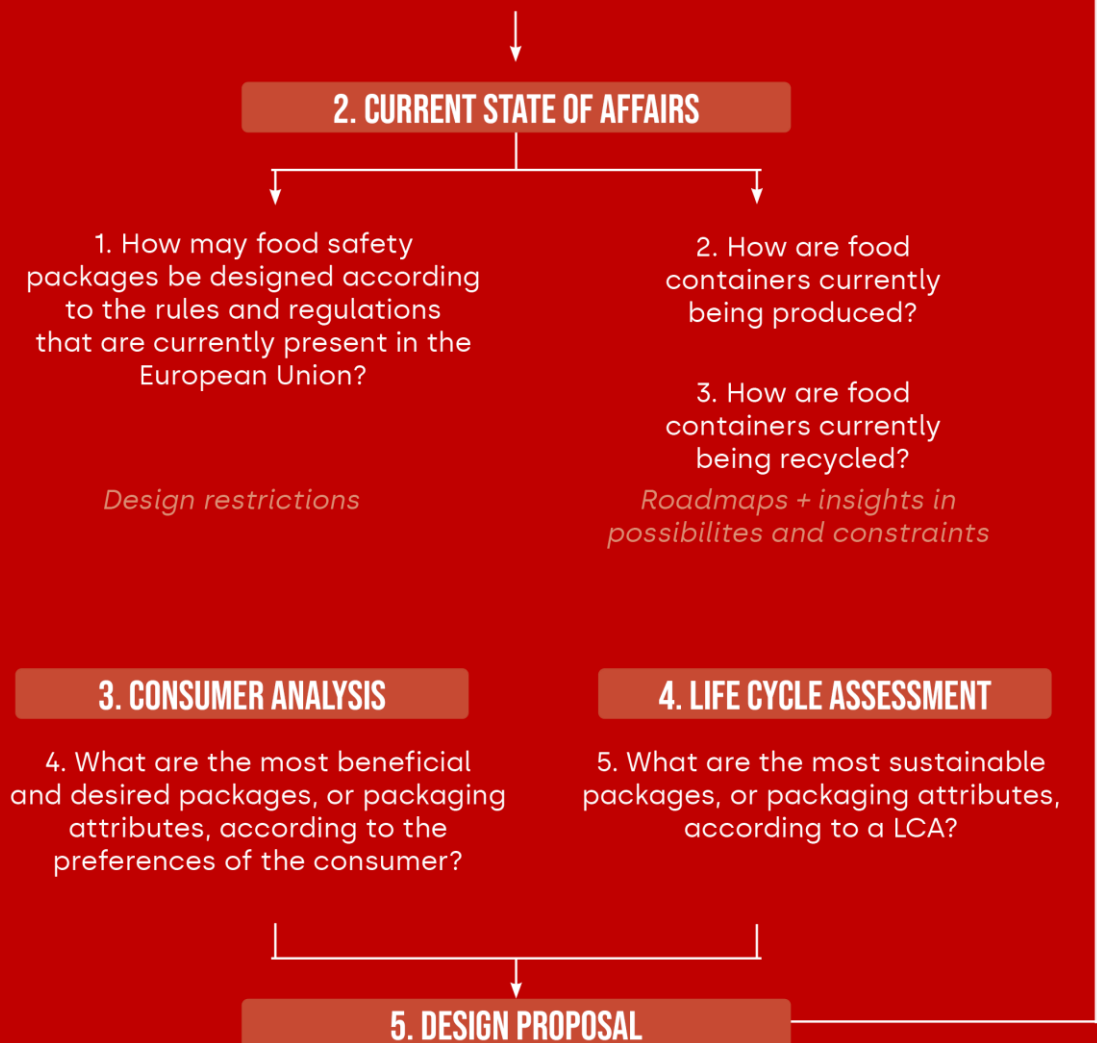 2. CURRENT STATE OF AFFAIRS
1. How may food safety
packages be designed according
to the rules and regulations
that are currently present in the
European Union?
Design restrictions
2. How are food
containers currently
being produced?
3. How are food
containers currently
being recycled?
Roadmaps + insights in
possibilites and constraints
3. CONSUMER ANALYSIS
4. What are the most beneficial
and desired packages, or packaging
attributes, according to the
preferences of the consumer?
4. LIFE CYCLE ASSESSMENT
5. What are the most sustainable
packages, or packaging attributes,
according to a LCA?
5. DESIGN PROPOSAL